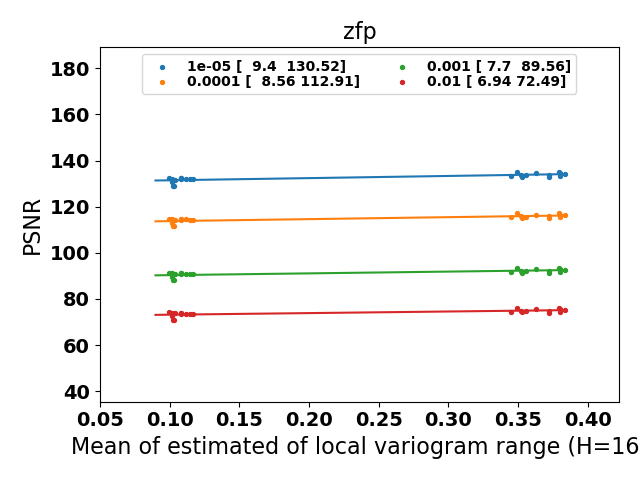 zfp
1e-05 [  9.4  130.52]
0.0001 [  8.56 112.91]
0.001 [ 7.7  89.56]
0.01 [ 6.94 72.49]
PSNR
180
160
140
120
100
80
60
40
0.05 0.10 0.15 0.20 0.25 0.30 0.35 0.40
Mean of estimated of local variogram range (H=16